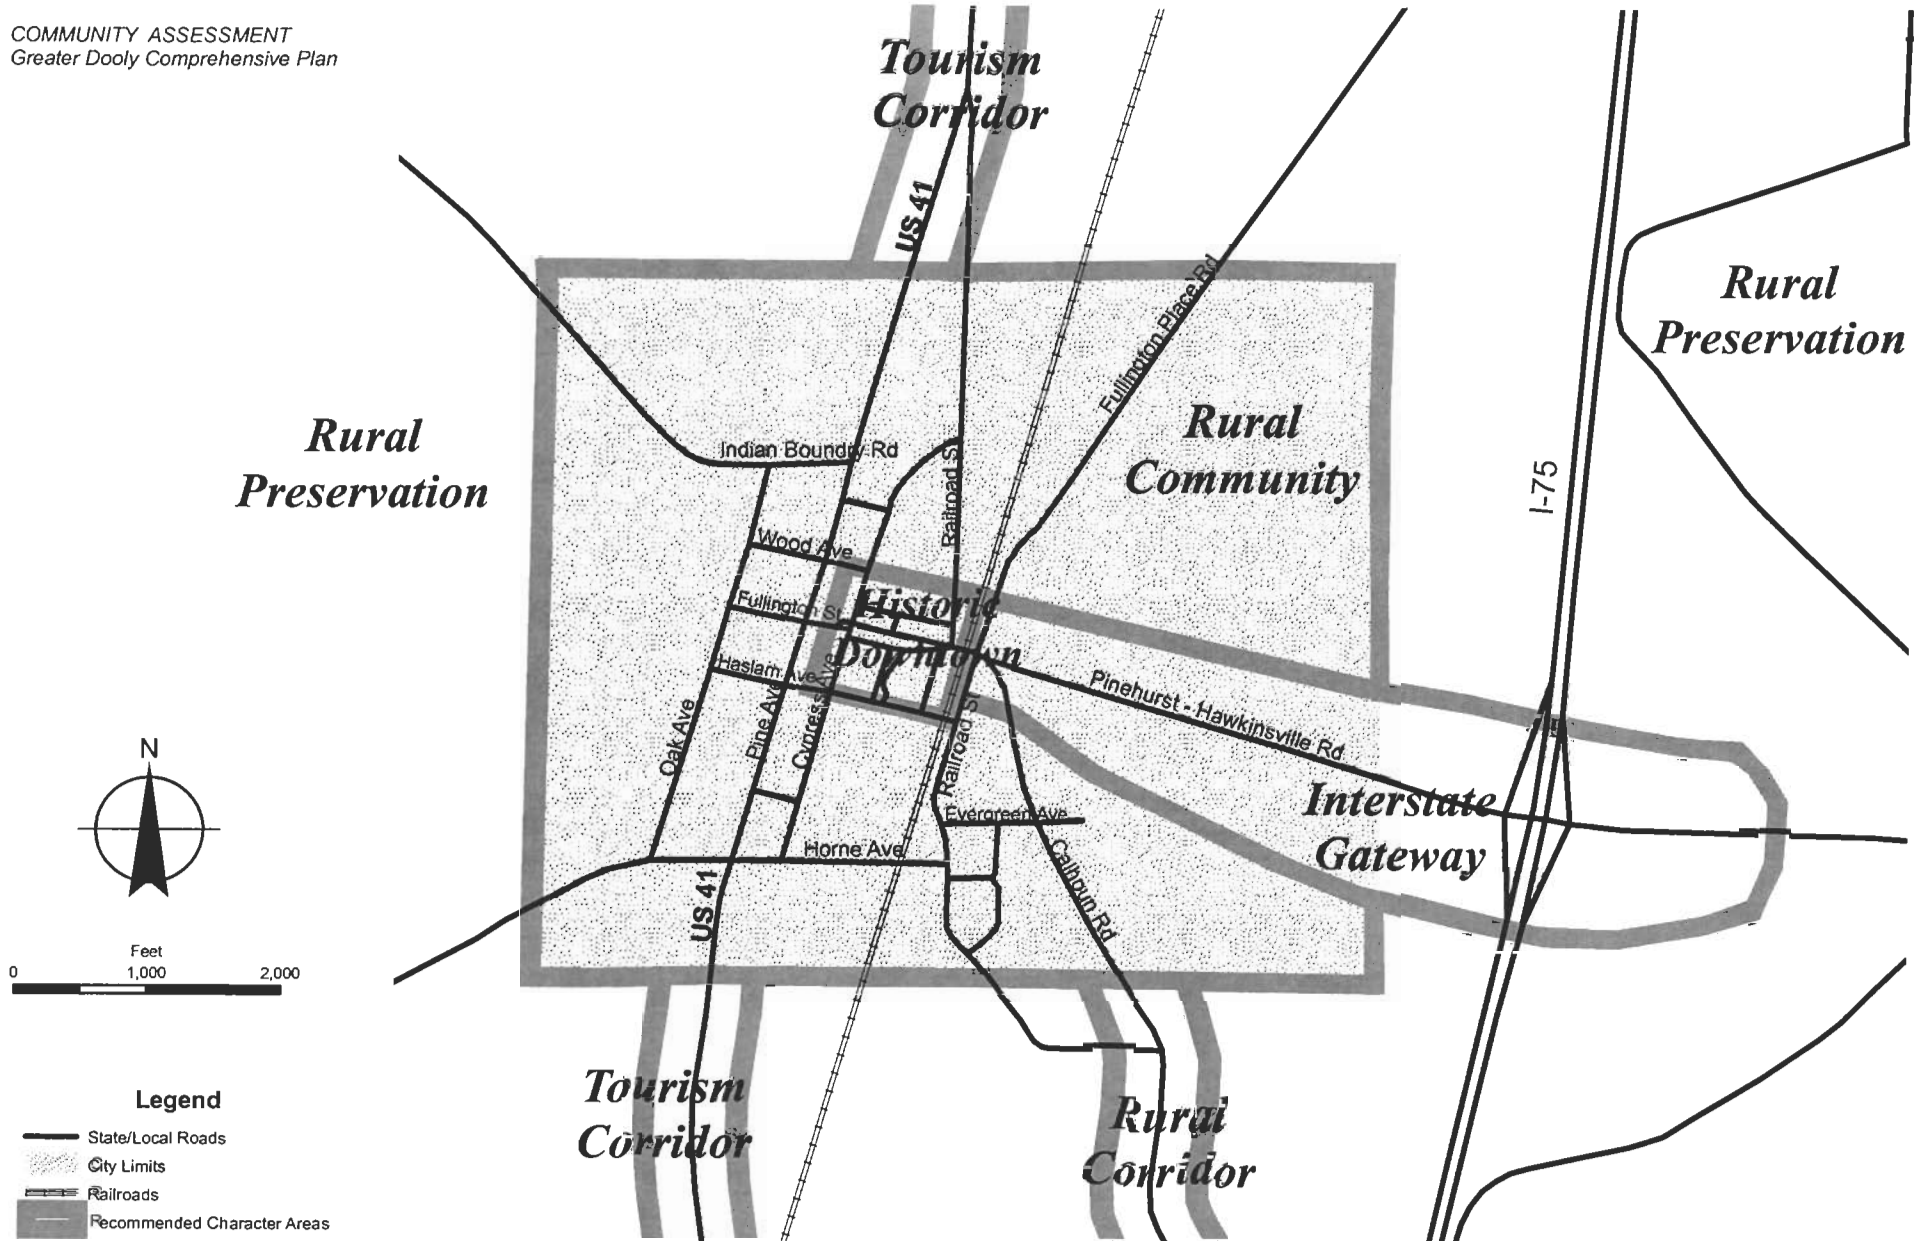 COMMUNITY ASSESSMENT
Greater Dooly Comprehensive Plan
Tourism
Corridor
US 41
Fullington Place Rd
Rural
Preservation
Rural
Preservation
Rural
Community
Indian Boundry Rd
Railroad St
I-75
Wood Ave
Fullington St
Historic
Downtown
Haslam Ave
Pinehurst - Hawkinsville Rd
Oak Ave
Pine Ave
Cypress Ave
Railroad St
N
Interstate
Gateway
Evergreen Ave
Horne Ave
Calhoun Rd
US 41
Feet
0 1,000 2,000
Tourism
Corridor
Rural
Corridor
Legend
State/Local Roads
City Limits
Railroads
Recommended Character Areas